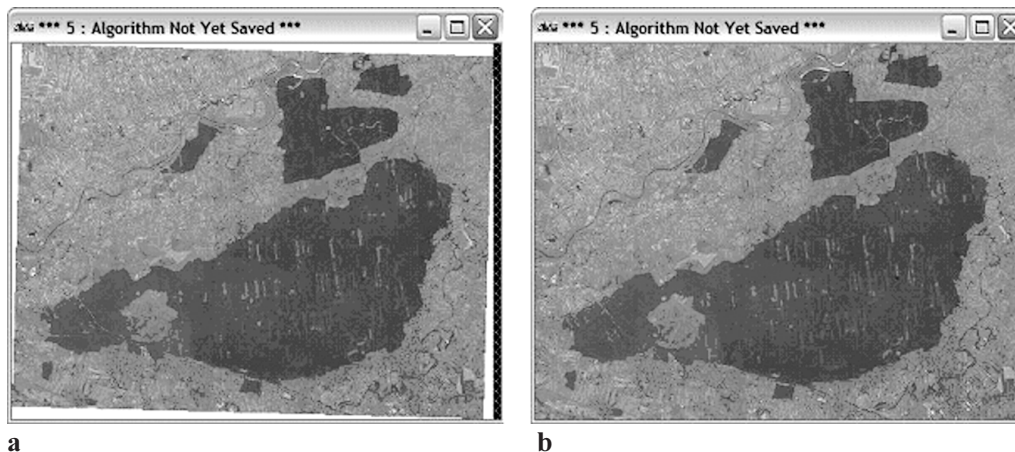 *** 5 : Algorithm Not Yet Saved ***
*** 5 : Algorithm Not Yet Saved ***
a
b